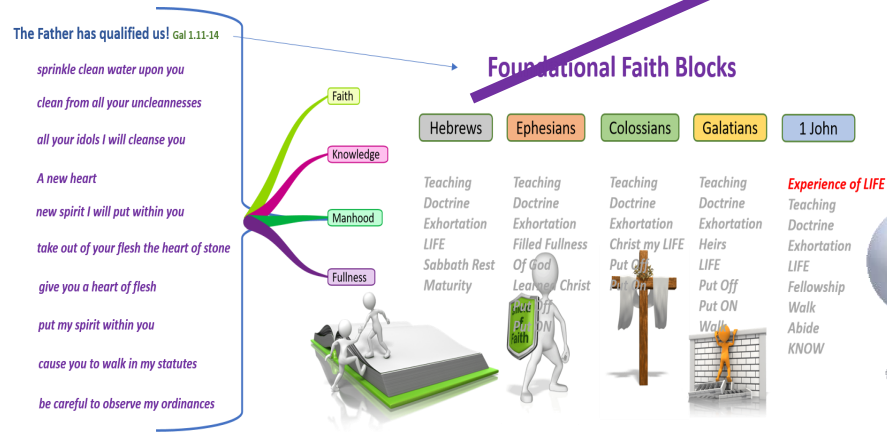 The Father has qualified us! Gal 1.11-14
sprinkle clean water upon you
clean from all your uncleannesses
all your idols I will cleanse you
A new heart
new spirit I will put within you
take out of your flesh the heart of stone
give you a heart of flesh
put my spirit within you
cause you to walk in my statutes
be careful to observe my ordinances
Faith
Knowledge
Manhood
Fullness
Foundational Faith Blocks
Hebrews
Teaching
Doctrine
Exhortation
LIFE
Sabbath Rest
Maturity
Ephesians
Teaching
Doctrine
Exhortation
Filled Fullness
Of God
Learned Christ
Put Off
Put ON
Faith
Colossians
Teaching
Doctrine
Exhortation
Christ my LIFE
Put Off
Galatians
Teaching
Doctrine
Exhortation
Heirs
LIFE
Put Off
Put ON
Walk
1 John
Experience of LIFE
Teaching
Doctrine
Exhortation
LIFE
Fellowship
Walk
Abide
KNOW